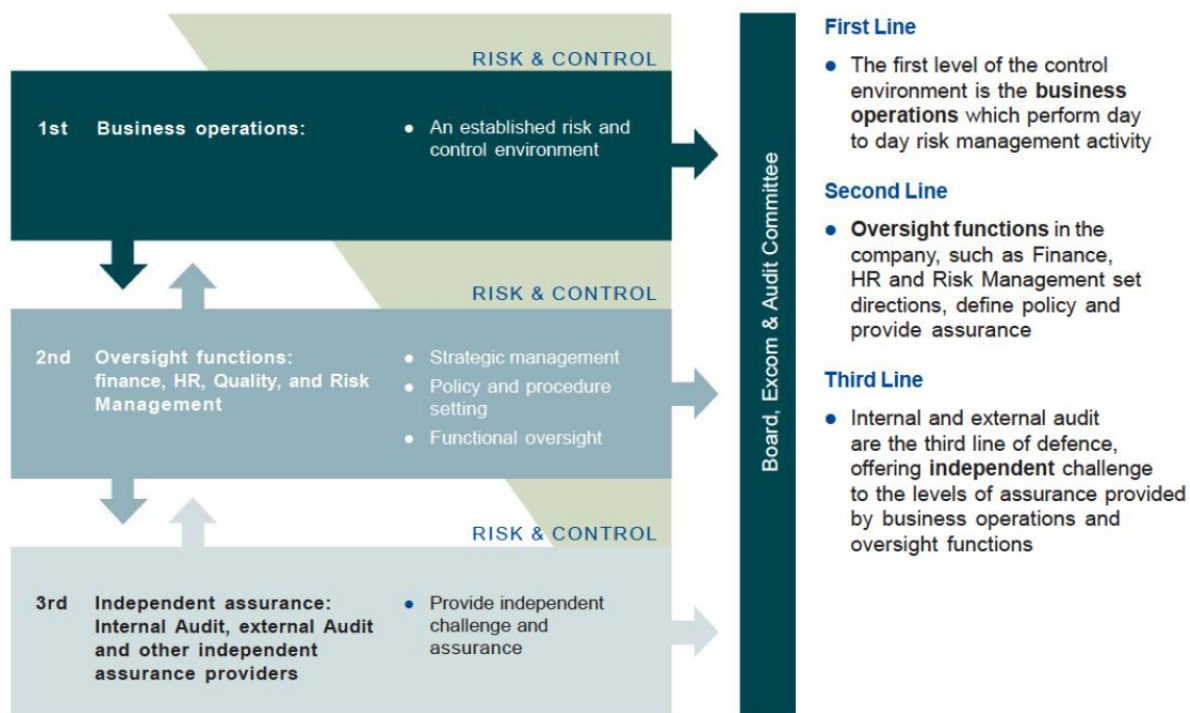 RISK & CONTROL
1st Business operations:
• An established risk and
control environment
RISK & CONTROL
2nd Oversight functions:
finance, HR, Quality, and Risk
Management
• Strategic management
• Policy and procedure
setting
• Functional oversight
RISK & CONTROL
3rd Independent assurance:
Internal Audit, external Audit
and other independent
assurance providers
• Provide independent
challenge and
assurance
Board, Excom & Audit Committee
First Line
• The first level of the control
environment is the business
operations which perform day
to day risk management activity
Second Line
• Oversight functions in the
company, such as Finance,
HR and Risk Management set
directions, define policy and
provide assurance
Third Line
• Internal and external audit
are the third line of defence,
offering independent challenge
to the levels of assurance provided
by business operations and
oversight functions